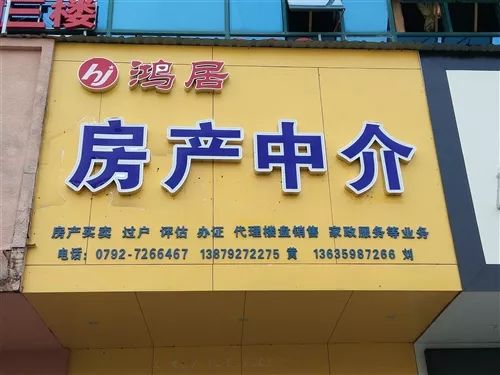 三楼
hj 鸿居
房产中介
房产买卖 过户 评估 办证 代理楼盘销售 家政服务等业务
电话：0792-7266467 13879272275 黄 13635987266 刘